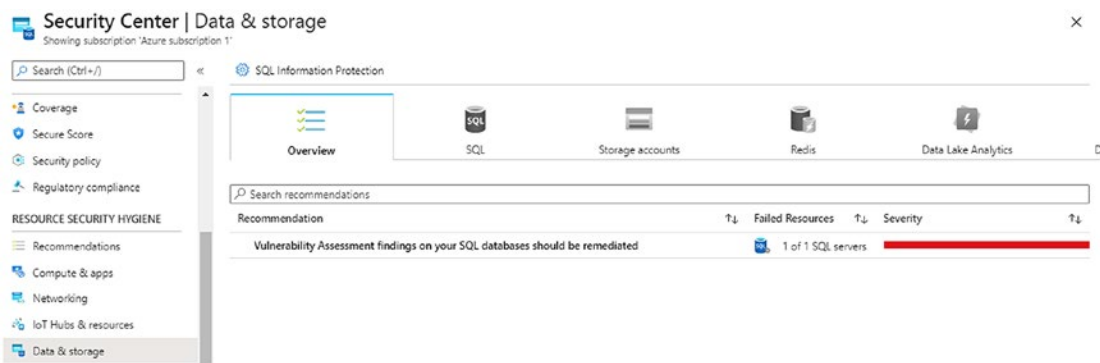 Security Center | Data & storage
Showing subscription 'Azure subscription 1'
Search (Ctrl+/)
«
SQL Information Protection
Coverage
Secure Score
Security policy
Regulatory compliance
RESOURCE SECURITY HYGIENE
Recommendations
Compute & apps
Networking
IoT Hubs & resources
Data & storage
Overview
SQL
SQL
Storage accounts
Redis
Data Lake Analytics
D
Search recommendations
Recommendation ↑↓ Failed Resources ↑↓ Severity ↑↓
Vulnerability Assessment findings on your SQL databases should be remediated 1 of 1 SQL servers